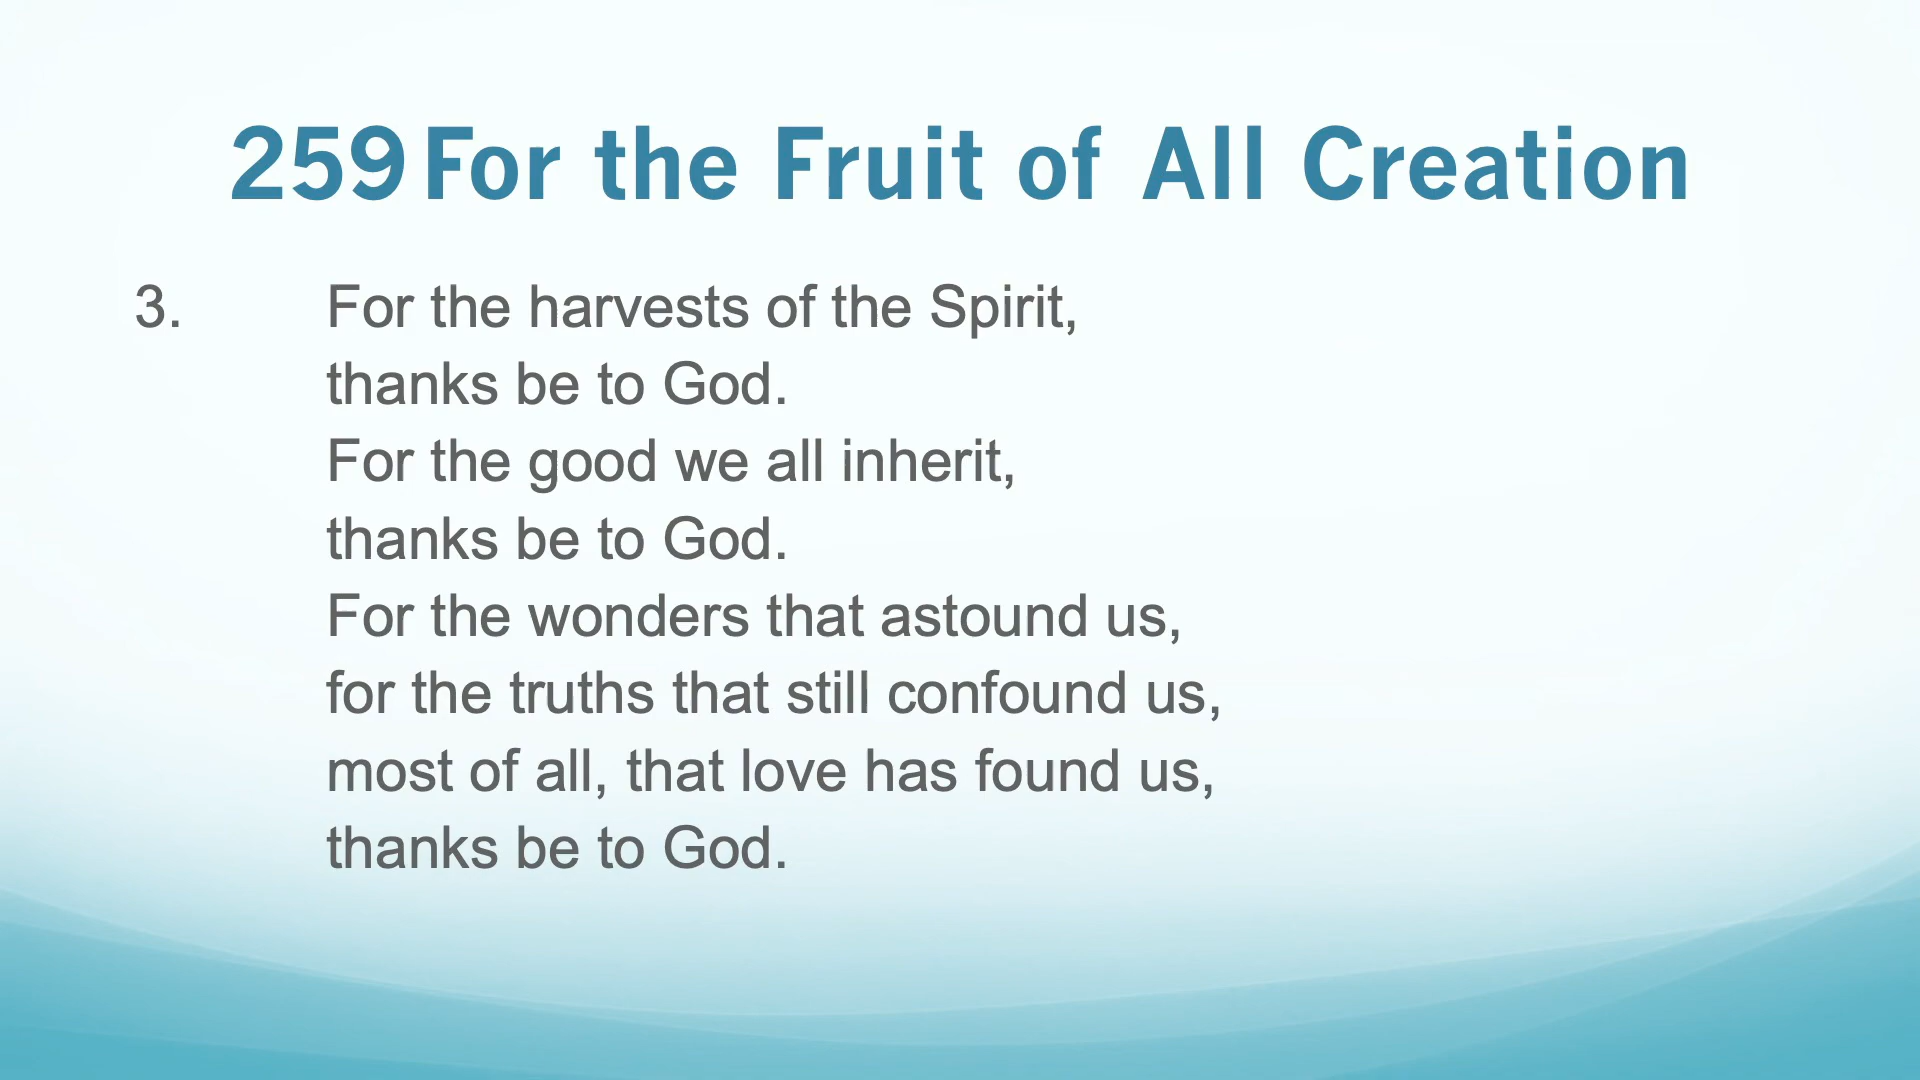 259 For the Fruit of All Creation
3. For the harvests of the Spirit,
thanks be to God.
For the good we all inherit,
thanks be to God.
For the wonders that astound us,
for the truths that still confound us,
most of all, that love has found us,
thanks be to God.